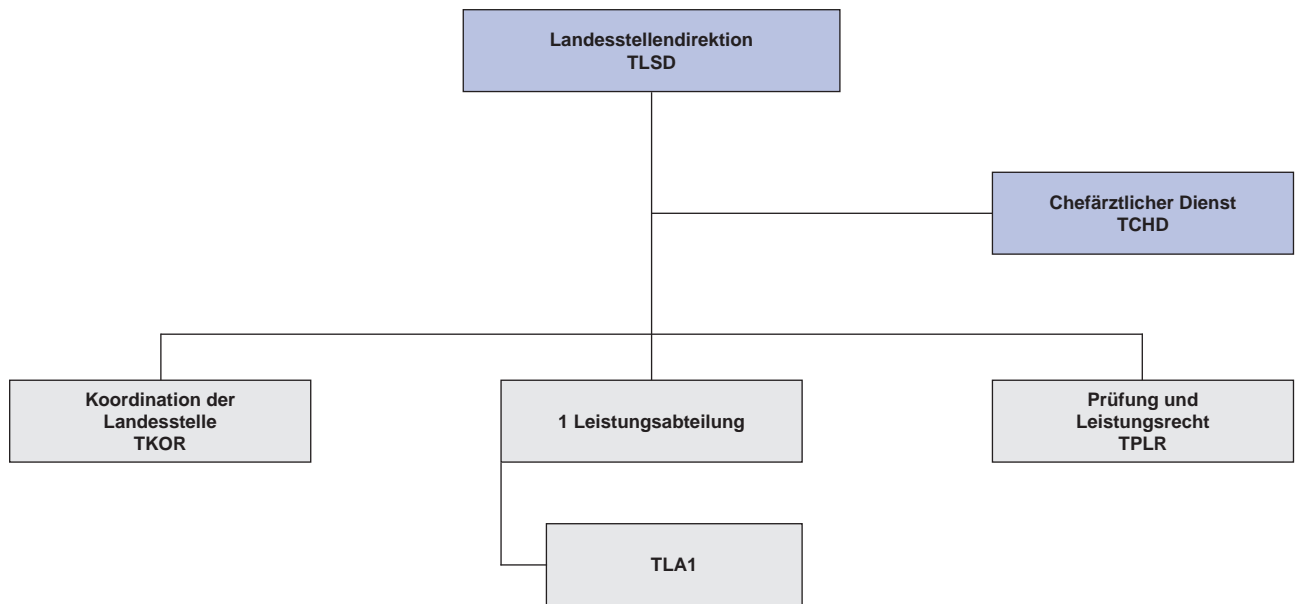 Landesstellendirektion
TLSD
Chefärztlicher Dienst
TCHD
Koordination der
Landesstelle
TKOR
1 Leistungsabteilung
Prüfung und
Leistungsrecht
TPLR
TLA1